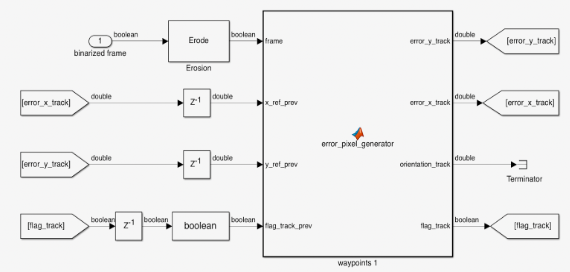 boolean
1
binarized frame
Erode
Erosion
boolean
frame
error_y_track
double
[error_y_track]
[error_x_track]
double
Z-1
double
x_ref_prev
error_x_track
double
[error_x_track]
error_pixel_generator
[error_y_track]
double
Z-1
double
y_ref_prev
orientation_track
double
Terminator
[flag_track]
boolean
Z-1
boolean
boolean
boolean
flag_track_prev
flag_track
boolean
[flag_track]
waypoints 1